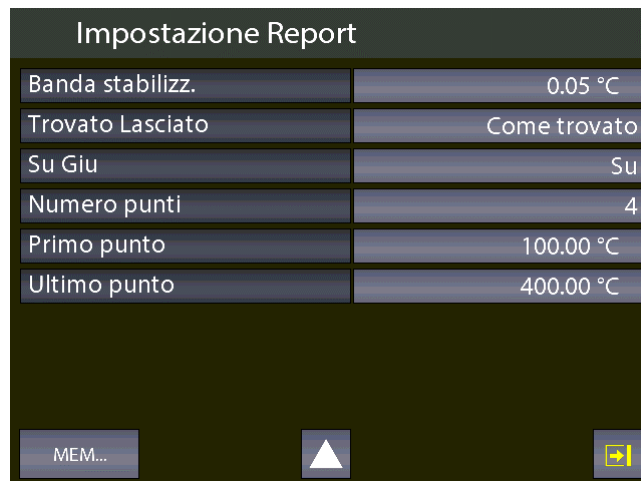 Impostazione Report
Banda stabilizz. 0.05 °C
Trovato Lasciato Come trovato
Su Giu Su
Numero punti 4
Primo punto 100.00 °C
Ultimo punto 400.00 °C
MEM...